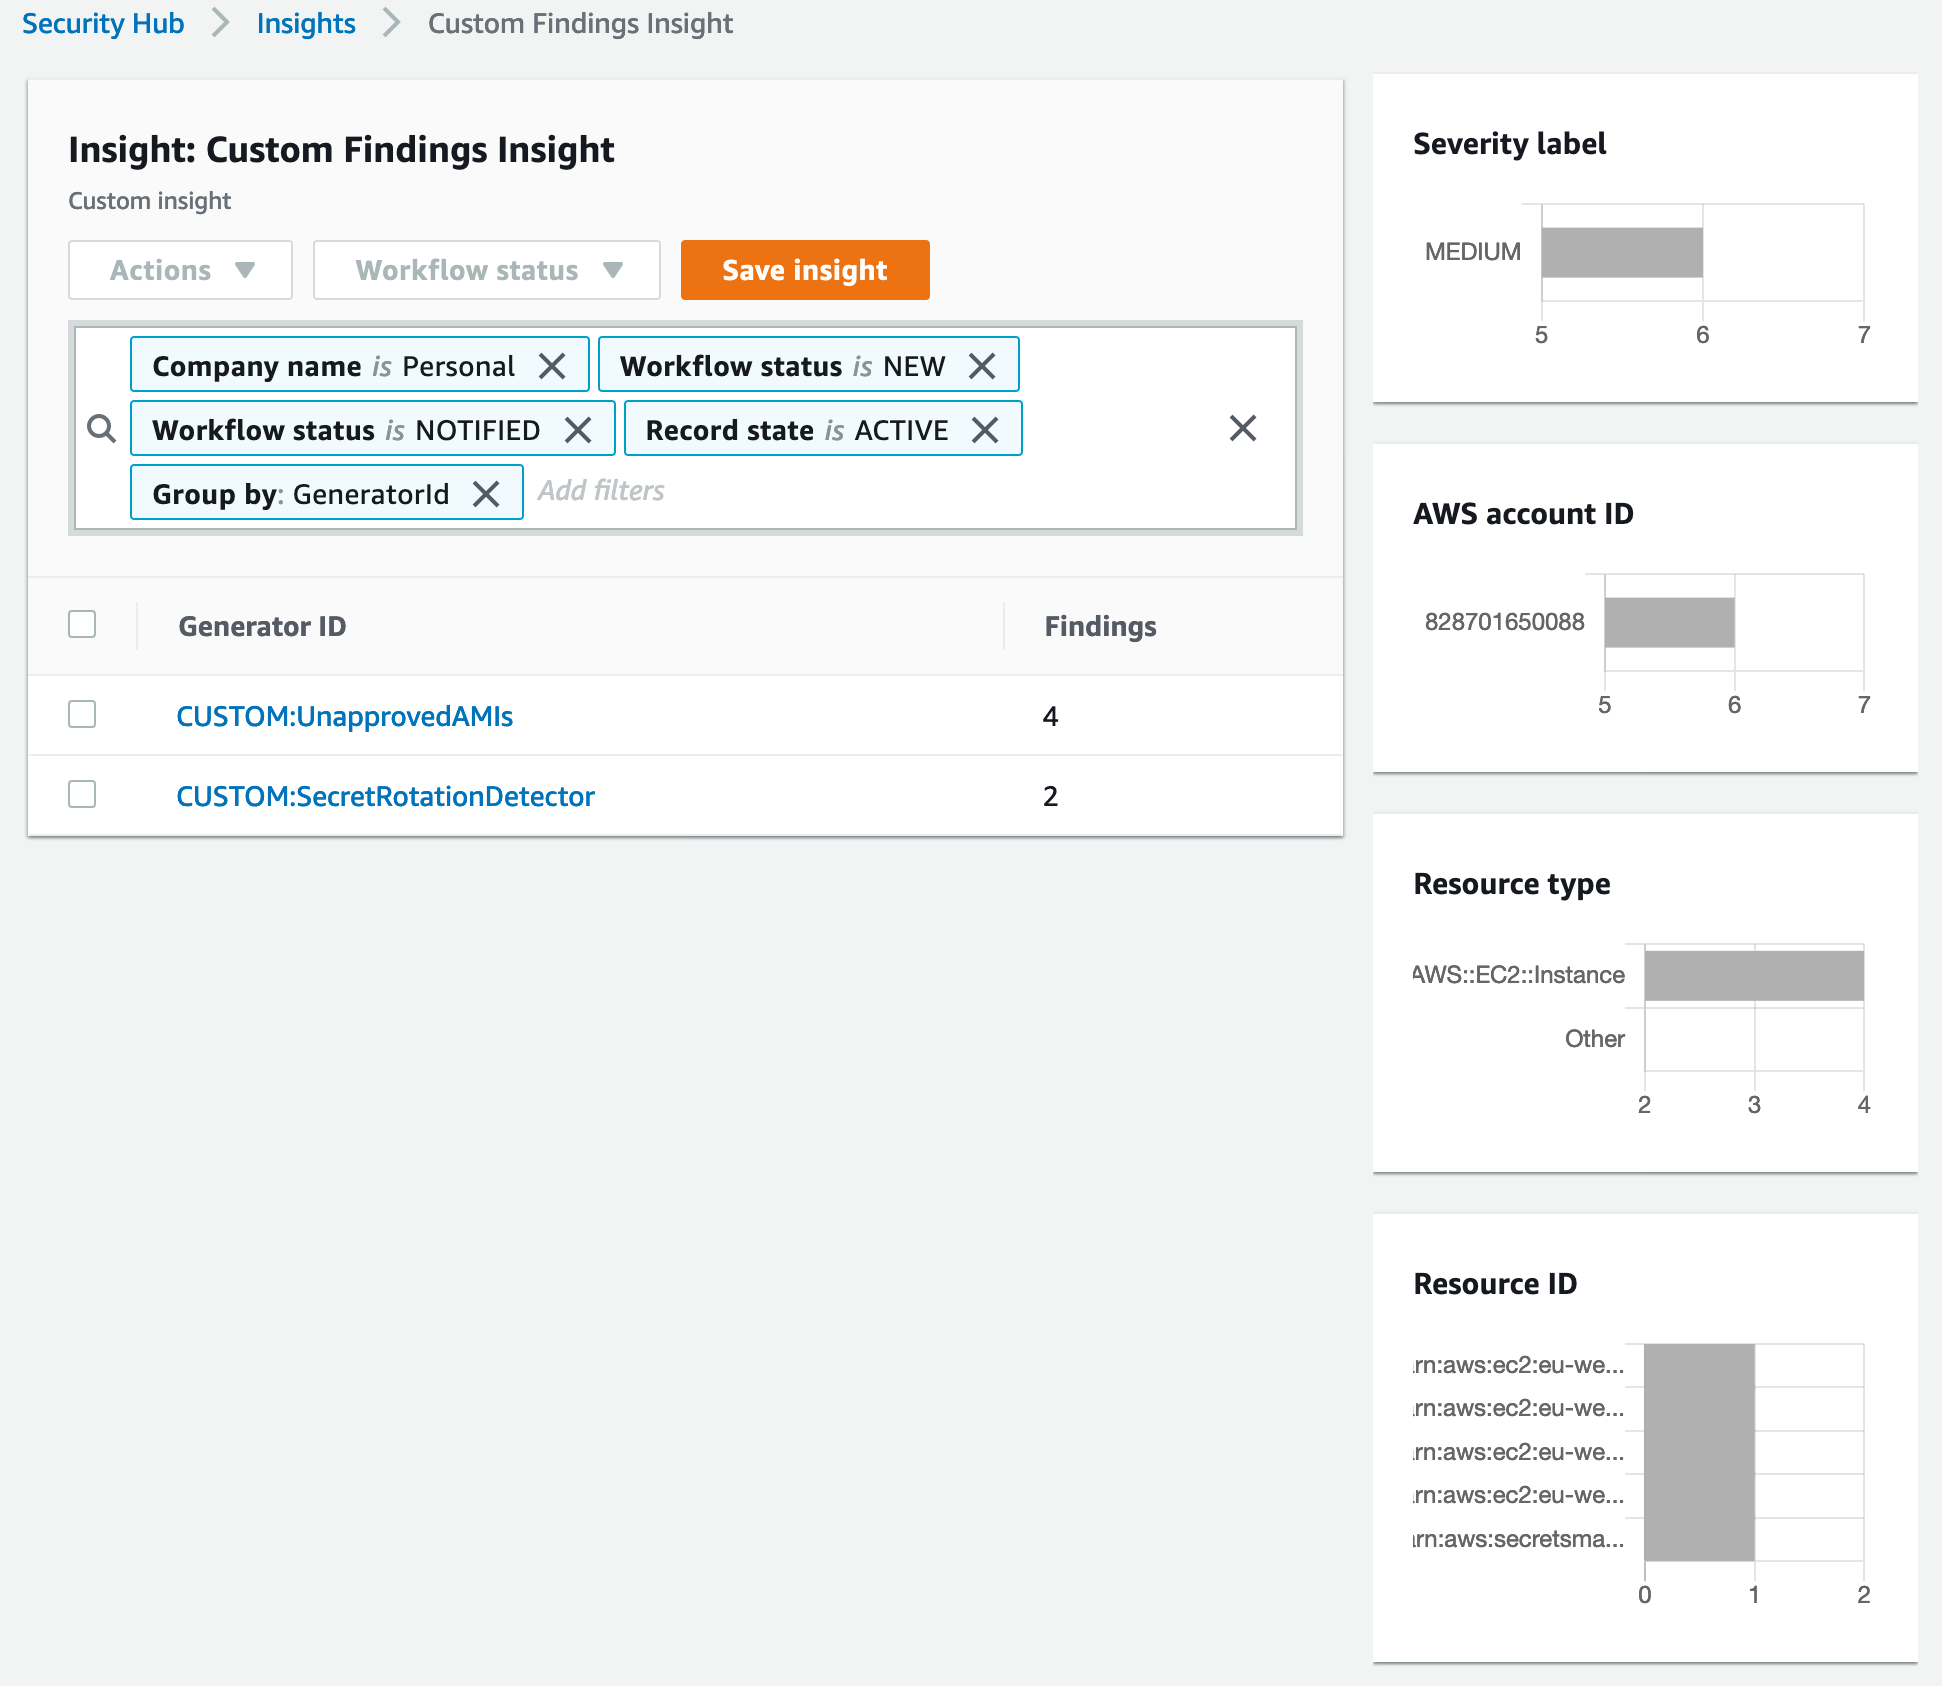 Security Hub > Insights > Custom Findings Insight
Insight: Custom Findings Insight
Custom insight
Actions ▼ Workflow status ▼ Save insight
Company name is Personal ✕ Workflow status is NEW ✕
Workflow status is NOTIFIED ✕ Record state is ACTIVE ✕
Group by: GeneratorId ✕ Add filters
Generator ID Findings
CUSTOM:UnapprovedAMIs 4
CUSTOM:SecretRotationDetector 2
Severity label
MEDIUM
5 6 7
AWS account ID
828701650088
5 6 7
Resource type
AWS::EC2::Instance
Other
2 3 4
Resource ID
rn:aws:ec2:eu-we...
rn:aws:ec2:eu-we...
rn:aws:ec2:eu-we...
rn:aws:ec2:eu-we...
rn:aws:secretsma...
0 1 2